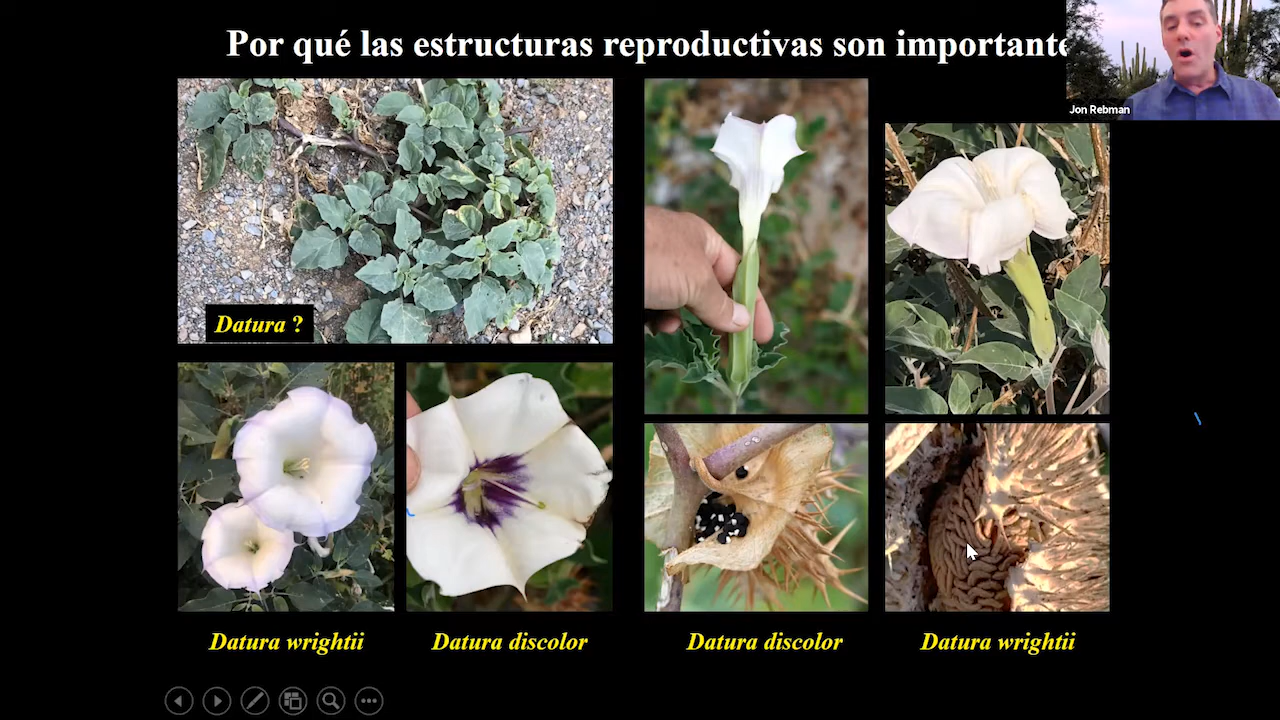 Por qué las estructuras reproductivas son importante
Jon Rebman
Datura ?
Datura wrightii
Datura discolor
Datura discolor
Datura wrightii